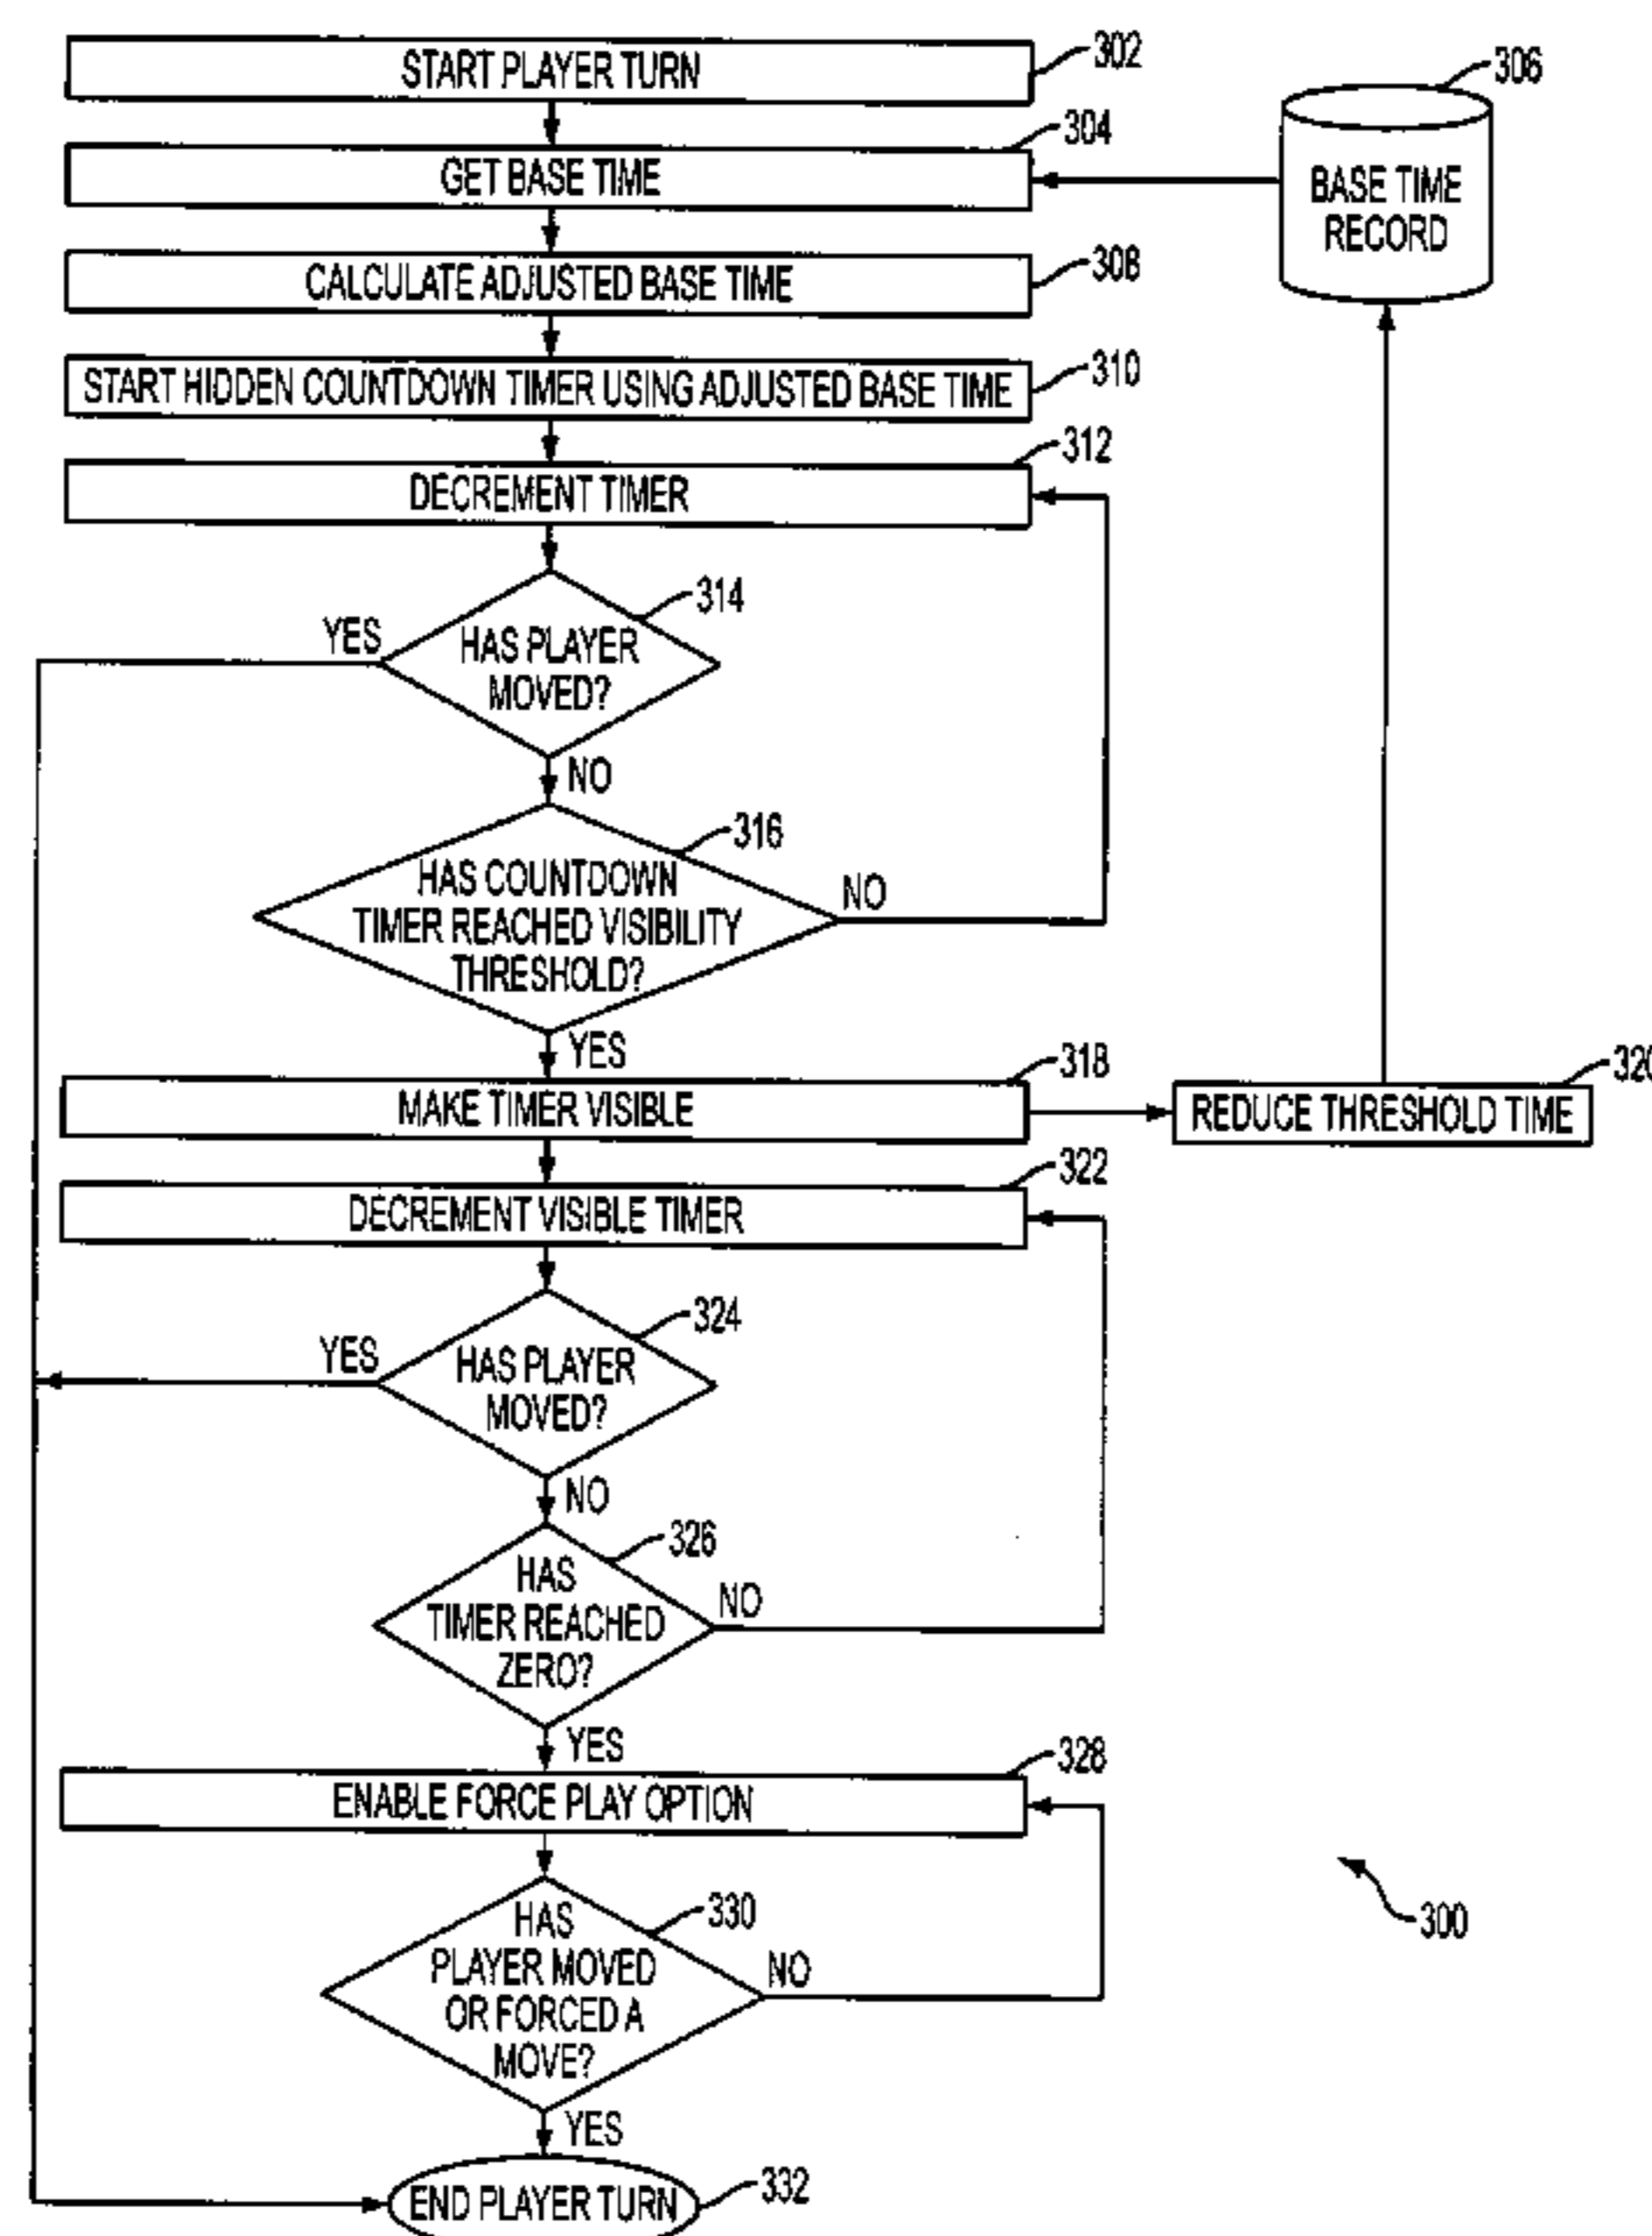 START PLAYER TURN
302
306
304
GET BASE TIME
BASE TIME
RECORD
CALCULATE ADJUSTED BASE TIME
308
START HIDDEN COUNTDOWN TIMER USING ADJUSTED BASE TIME
310
312
DECREMENT TIMER
314
YES
HAS PLAYER
MOVED?
NO
316
HAS COUNTDOWN
TIMER REACHED VISIBILITY
THRESHOLD?
NO
YES
318
320
MAKE TIMER VISIBLE
REDUCE THRESHOLD TIME
322
DECREMENT VISIBLE TIMER
324
YES
HAS PLAYER
MOVED?
NO
326
HAS
TIMER REACHED
ZERO?
NO
YES
328
ENABLE FORCE PLAY OPTION
330
HAS
PLAYER MOVED
OR FORCED A
MOVE?
NO
300
YES
END PLAYER TURN
332